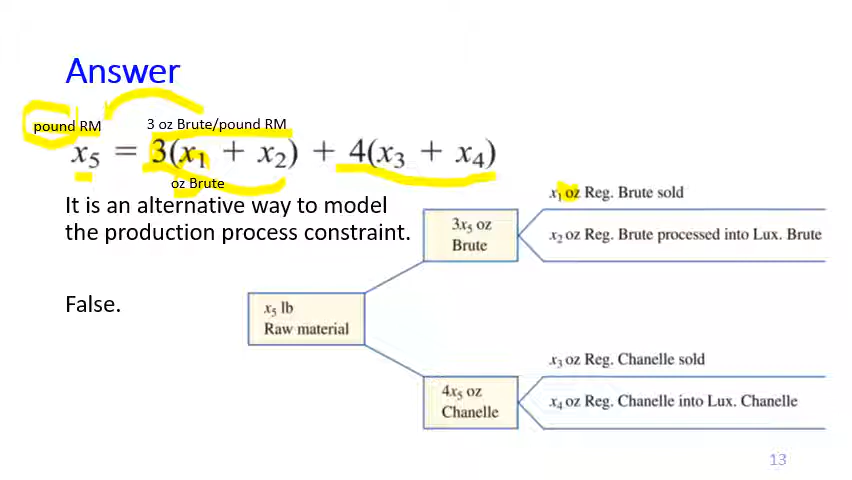 Answer
pound RM
3 oz Brute/pound RM
x₅ = 3(x₁ + x₂) + 4(x₃ + x₄)
oz Brute
It is an alternative way to model
the production process constraint.
False.
x₅ lb
Raw material
3x₅ oz
Brute
x₁ oz Reg. Brute sold
x₂ oz Reg. Brute processed into Lux. Brute
4x₅ oz
Chanelle
x₃ oz Reg. Chanelle sold
x₄ oz Reg. Chanelle into Lux. Chanelle
13